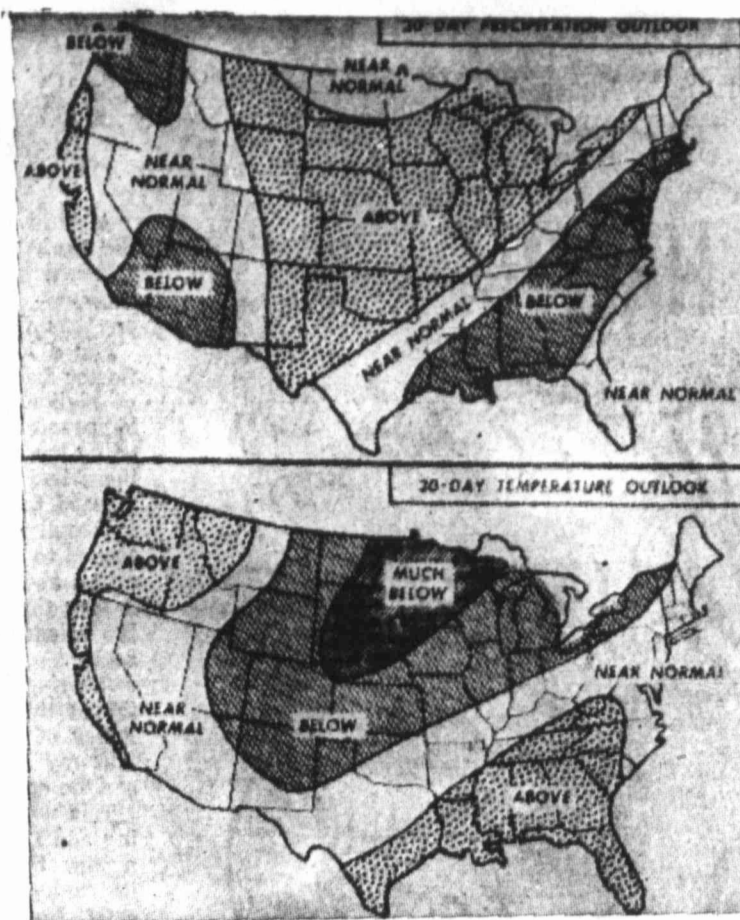 30-DAY PRECIPITATION OUTLOOK
BELOW
NEAR
NORMAL
ABOVE
NEAR
NORMAL
ABOVE
BELOW
BELOW
NEAR NORMAL
NEAR NORMAL
30-DAY TEMPERATURE OUTLOOK
ABOVE
MUCH
BELOW
NEAR NORMAL
NEAR
NORMAL
BELOW
ABOVE